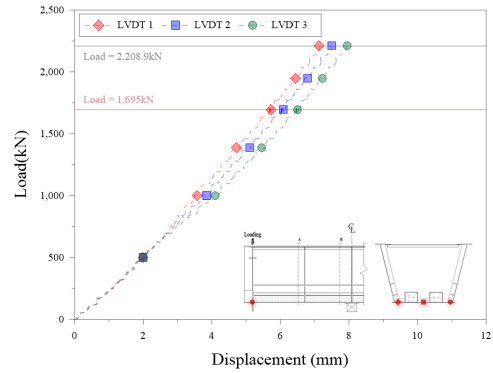 2,500
2,000
1,500
1,000
500
0
Load(kN)
LVDT 1
LVDT 2
LVDT 3
Load = 2,208.9kN
Load = 1,695kN
Loading
A
B
C
L
0
2
4
6
8
10
12
Displacement (mm)